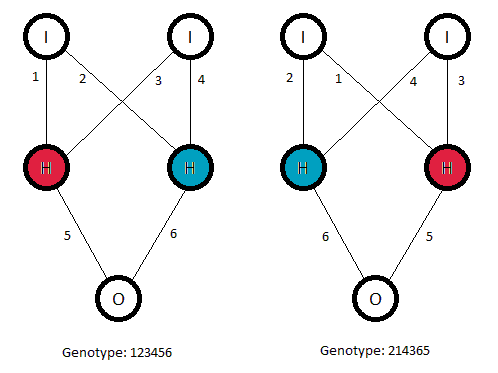 I I I I
1 2 3 4 2 1 4 3
H H H H
5 6 6 5
O O
Genotype: 123456 Genotype: 214365